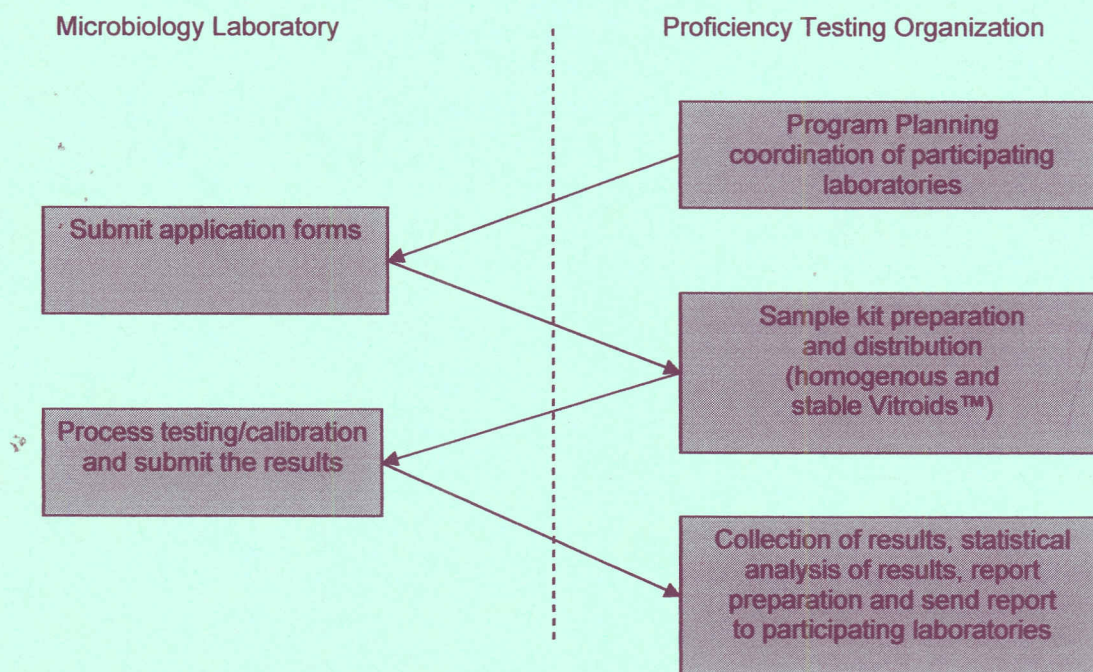 Microbiology Laboratory
Proficiency Testing Organization
Program Planning
coordination of participating
laboratories
Submit application forms
Sample kit preparation
and distribution
(homogenous and
stable Vitroids™)
Process testing/calibration
and submit the results
Collection of results, statistical
analysis of results, report
preparation and send report
to participating laboratories